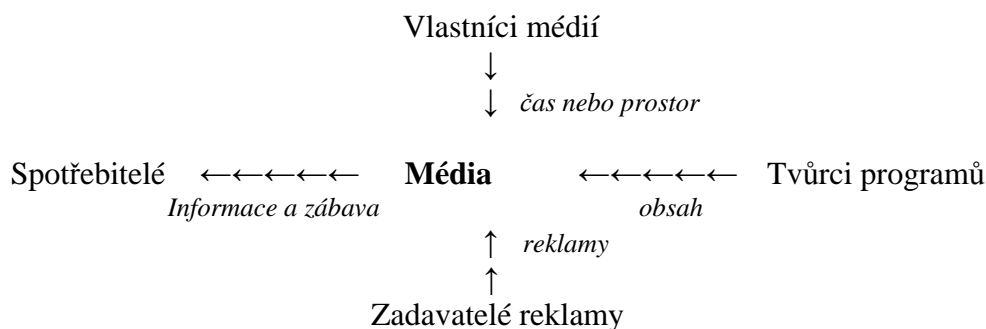 Vlastníci médií
↓
↓ čas nebo prostor
Spotřebitelé ←←←←← Média ←←←←← Tvůrci programů
Informace a zábava obsah
↑ reklamy
↑
Zadavatelé reklamy